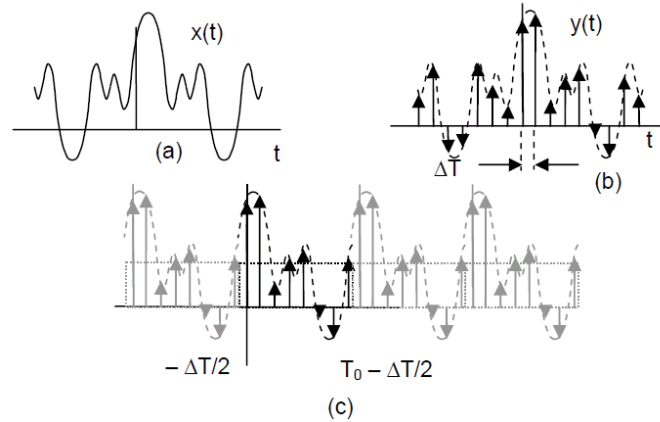 x(t)
t
(a)
y(t)
t
ΔT
(b)
– ΔT/2
T₀ – ΔT/2
(c)